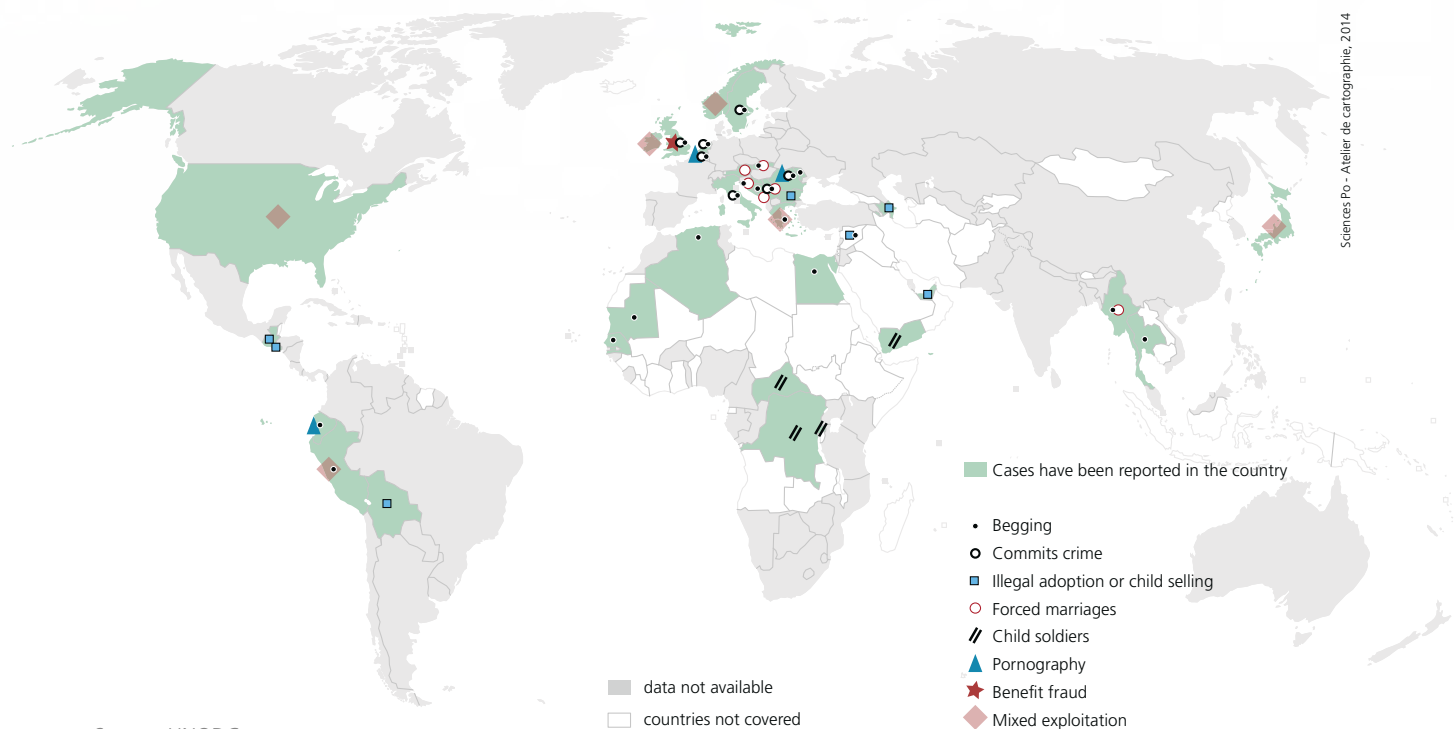 Sciences Po - Atelier de cartographie, 2014
Cases have been reported in the country
Begging
Commits crime
Illegal adoption or child selling
Forced marriages
Child soldiers
Pornography
Benefit fraud
Mixed exploitation
data not available
countries not covered